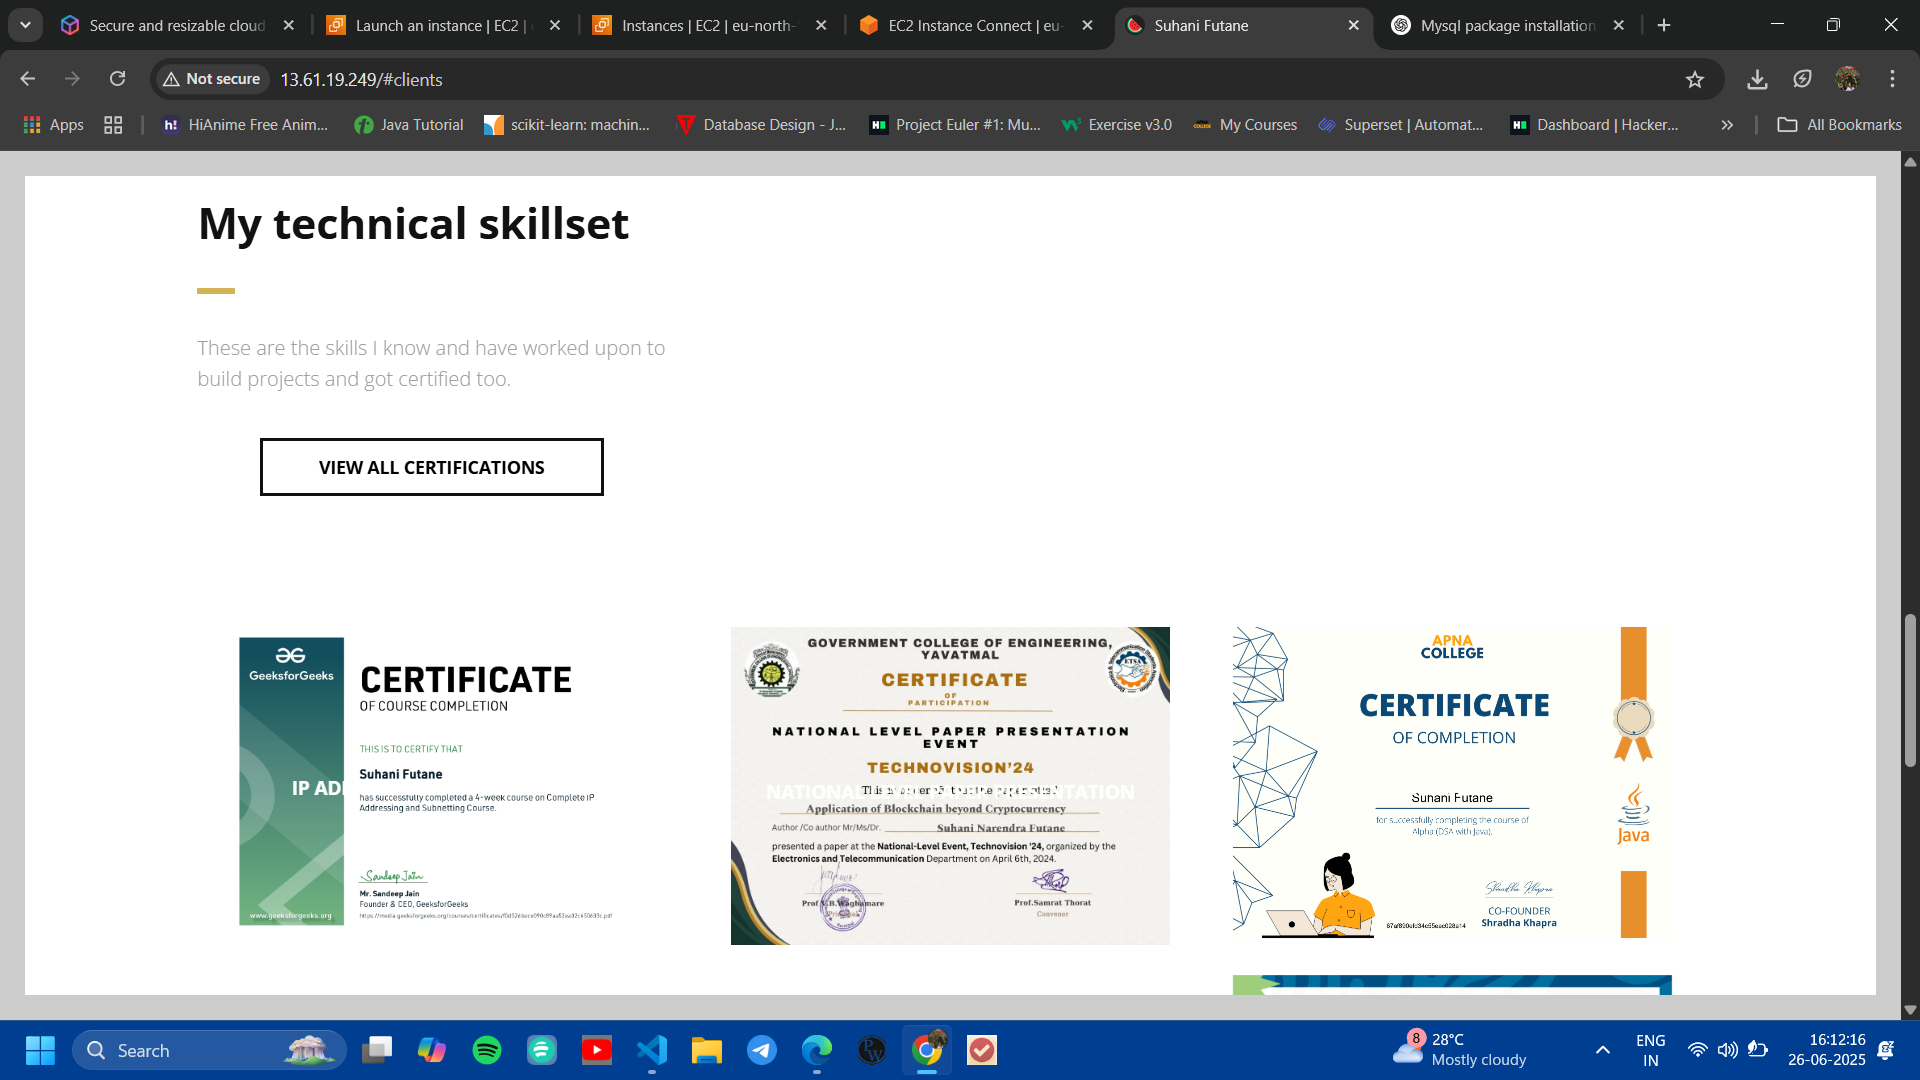 Secure and resizable cloud
Launch an instance | EC2 |
Instances | EC2 | eu-north-
EC2 Instance Connect | eu-
Suhani Futane
Mysql package installation
Not secure
13.61.19.249/#clients
Apps
HiAnime Free Anim...
Java Tutorial
scikit-learn: machin...
Database Design - J...
Project Euler #1: Mu...
Exercise v3.0
My Courses
Superset | Automat...
Dashboard | Hacker...
All Bookmarks
My technical skillset
These are the skills I know and have worked upon to
build projects and got certified too.
VIEW ALL CERTIFICATIONS
GeeksforGeeks
CERTIFICATE
OF COURSE COMPLETION
THIS IS TO CERTIFY THAT
Suhani Futane
IP AD
has successfully completed a 4-week course on Complete IP
Addressing and Subnetting Course.
Sandeep Jain
Mr. Sandeep Jain
Founder & CEO, GeeksforGeeks
www.geeksforgeeks.org
GOVERNMENT COLLEGE OF ENGINEERING,
YAVATMAL
CERTIFICATE
OF
PARTICIPATION
NATIONAL LEVEL PAPER PRESENTATION
EVENT
TECHNOVISION'24
NATIONAL LEVEL PAPER PRESENTATION
Application of Blockchain beyond Cryptocurrency
Author /Co author Mr/Ms/Dr. Suhani Narendra Futane
presented a paper at the National-Level Event, Technovision '24, organized by the
Electronics and Telecommunication Department on April 6th, 2024.
Prof.Samrat Thorat
Convener
ETSA
APNA
COLLEGE
CERTIFICATE
OF COMPLETION
Suhani Futane
for successfully completing the course of
Alpha (DSA with Java).
Java
Shradha Khapra
CO-FOUNDER
Shradha Khapra
Search
8
28°C
Mostly cloudy
ENG
IN
16:12:16
26-06-2025